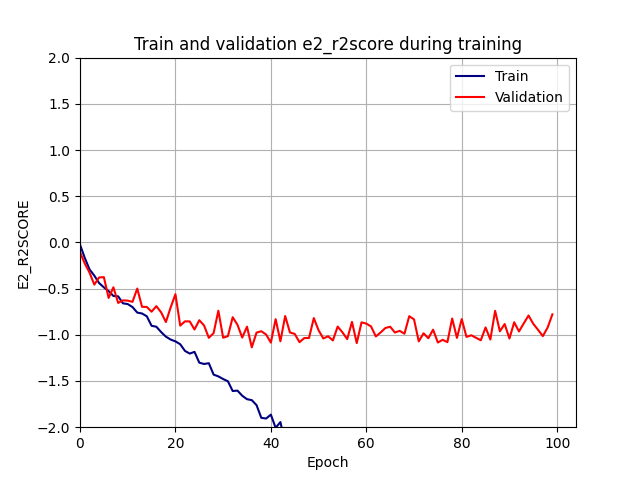 Train and validation e2_r2score during training
Train
Validation
2.0
1.5
1.0
0.5
0.0
−0.5
−1.0
−1.5
−2.0
E2_R2SCORE
0 20 40 60 80 100
Epoch